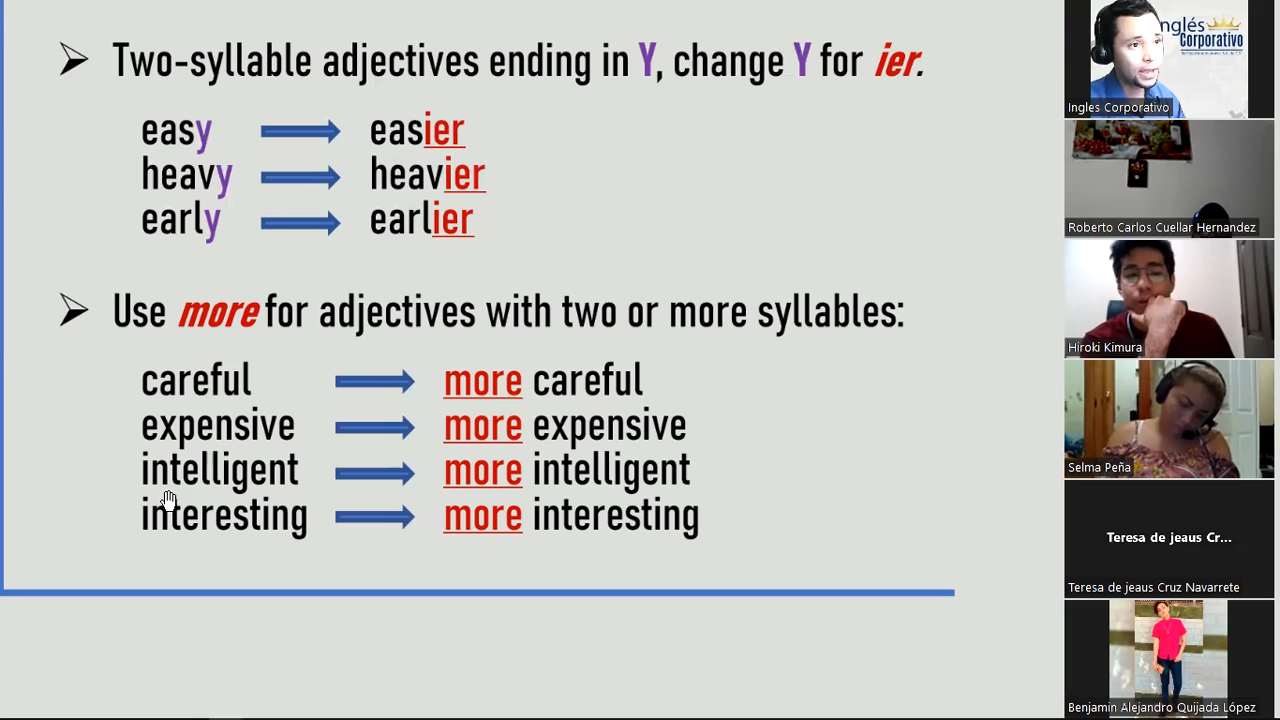 Two-syllable adjectives ending in Y, change Y for ier.
easy easier
heavy heavier
early earlier
Use more for adjectives with two or more syllables:
careful more careful
expensive more expensive
intelligent more intelligent
interesting more interesting
Inglés
Corporativo
Ingles Corporativo
Roberto Carlos Cuellar Hernandez
Hiroki Kimura
Selma Peña
Teresa de jeaus Cr...
Teresa de jeaus Cruz Navarrete
Benjamin Alejandro Quijada López